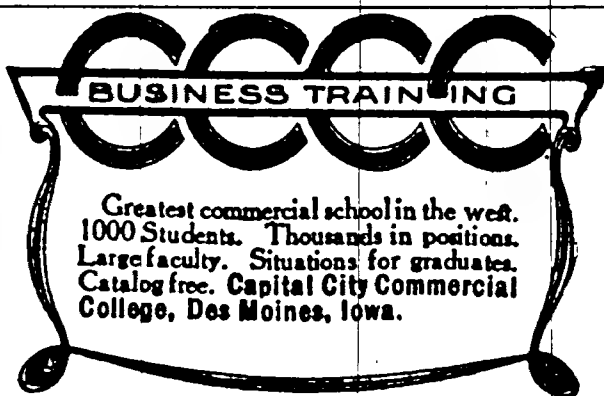 CCCC
BUSINESS TRAINING
Greatest commercial school in the west.
1000 Students. Thousands in positions.
Large faculty. Situations for graduates.
Catalog free. Capital City Commercial
College, Des Moines, Iowa.